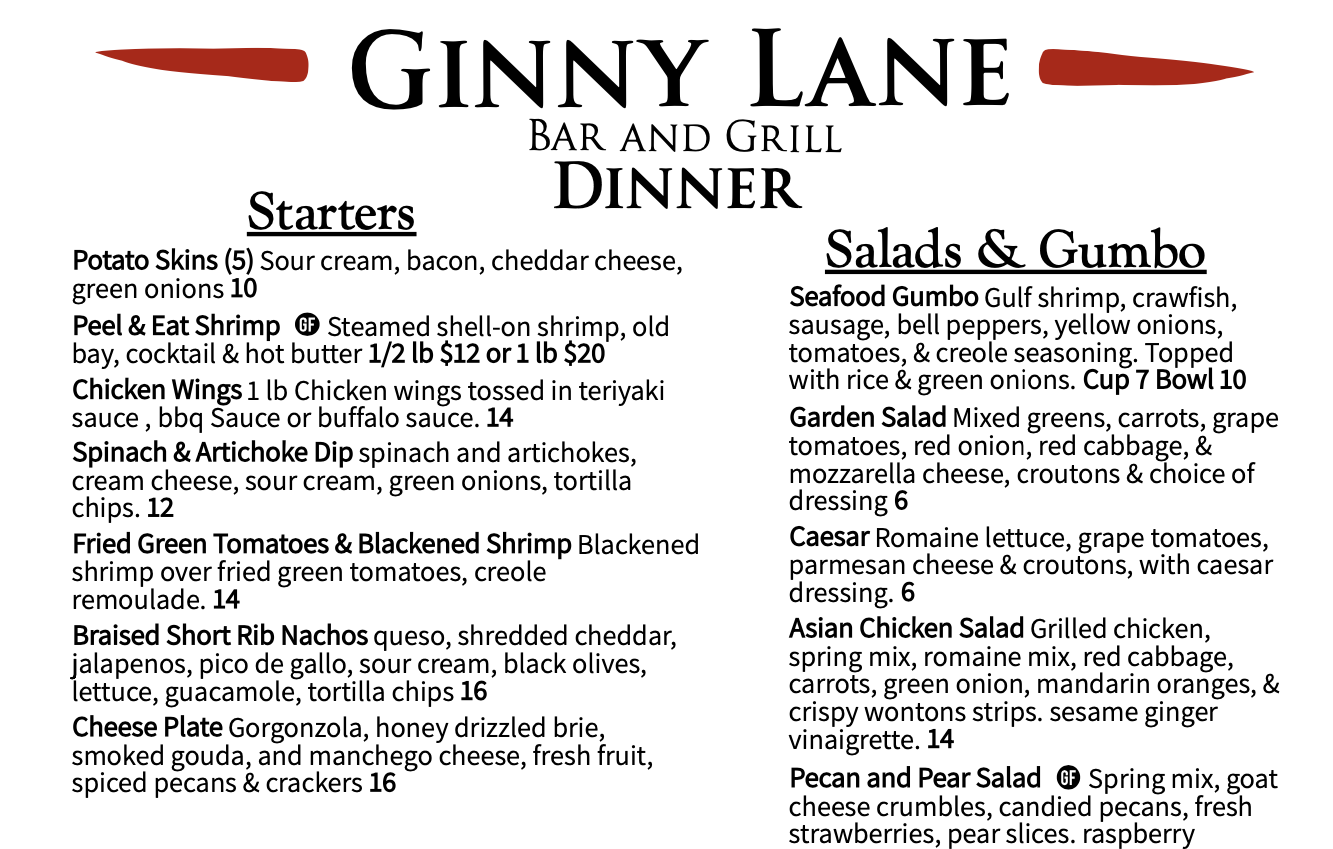 GINNY LANE
BAR AND GRILL
DINNER
Starters
Potato Skins (5) Sour cream, bacon, cheddar cheese,
green onions 10
Peel & Eat Shrimp GF Steamed shell-on shrimp, old
bay, cocktail & hot butter 1/2 lb $12 or 1 lb $20
Chicken Wings 1 lb Chicken wings tossed in teriyaki
sauce , bbq Sauce or buffalo sauce. 14
Spinach & Artichoke Dip spinach and artichokes,
cream cheese, sour cream, green onions, tortilla
chips. 12
Fried Green Tomatoes & Blackened Shrimp Blackened
shrimp over fried green tomatoes, creole
remoulade. 14
Braised Short Rib Nachos queso, shredded cheddar,
jalapenos, pico de gallo, sour cream, black olives,
lettuce, guacamole, tortilla chips 16
Cheese Plate Gorgonzola, honey drizzled brie,
smoked gouda, and manchego cheese, fresh fruit,
spiced pecans & crackers 16
Salads & Gumbo
Seafood Gumbo Gulf shrimp, crawfish,
sausage, bell peppers, yellow onions,
tomatoes, & creole seasoning. Topped
with rice & green onions. Cup 7 Bowl 10
Garden Salad Mixed greens, carrots, grape
tomatoes, red onion, red cabbage, &
mozzarella cheese, croutons & choice of
dressing 6
Caesar Romaine lettuce, grape tomatoes,
parmesan cheese & croutons, with caesar
dressing. 6
Asian Chicken Salad Grilled chicken,
spring mix, romaine mix, red cabbage,
carrots, green onion, mandarin oranges, &
crispy wontons strips. sesame ginger
vinaigrette. 14
Pecan and Pear Salad GF Spring mix, goat
cheese crumbles, candied pecans, fresh
strawberries, pear slices. raspberry